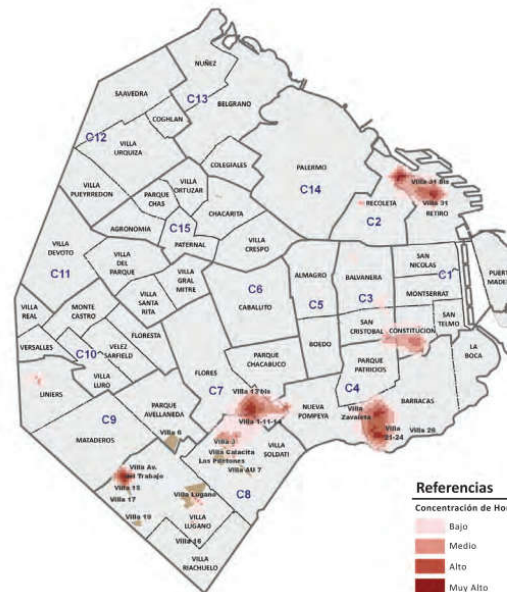 NUÑEZ
C13
SAAVEDRA
BELGRANO
COGHLAN
C12
VILLA
URQUIZA
COLEGIALES
PALERMO
C14
VILLA
PUEYRREDON
VILLA
ORTUZAR
PARQUE
CHAS
CHACARITA
C15
AGRONOMIA
PATERNAL
VILLA
CRESPO
Villa 31 Bis
Villa 31
RETIRO
RECOLETA
C2
VILLA
DEVOTO
C11
VILLA
DEL
PARQUE
VILLA
GRAL
MITRE
VILLA
SANTA
RITA
C6
CABALLITO
ALMAGRO
C5
BALVANERA
C3
SAN
NICOLAS
C1
MONTSERRAT
PUERT
MADE
SAN
CRISTOBAL
CONSTITUCION
SAN
TELMO
LA
BOCA
BOEDO
VILLA
REAL
MONTE
CASTRO
VERSALLES
C10
VELEZ
SARFIELD
FLORESTA
VILLA
LURO
LINIERS
FLORES
C7
PARQUE
CHACABUCO
PARQUE
PATRICIOS
C4
BARRACAS
NUEVA
POMPEYA
Villa 13 bis
Villa 1-11-14
Villa
Zavaleta
Villa
21-24
Villa 26
PARQUE
AVELLANEDA
C9
MATADEROS
Villa 6
Villa 3
Villa Calacita
Los Piletones
Villa AU 7
VILLA
SOLDATI
Villa Av.
del Trabajo
Villa 15
Villa 17
Villa 19
Villa Lugano
C8
VILLA
LUGANO
Villa 16
VILLA
RIACHUELO
Referencias
Concentración de Ho
Bajo
Medio
Alto
Muy Alto